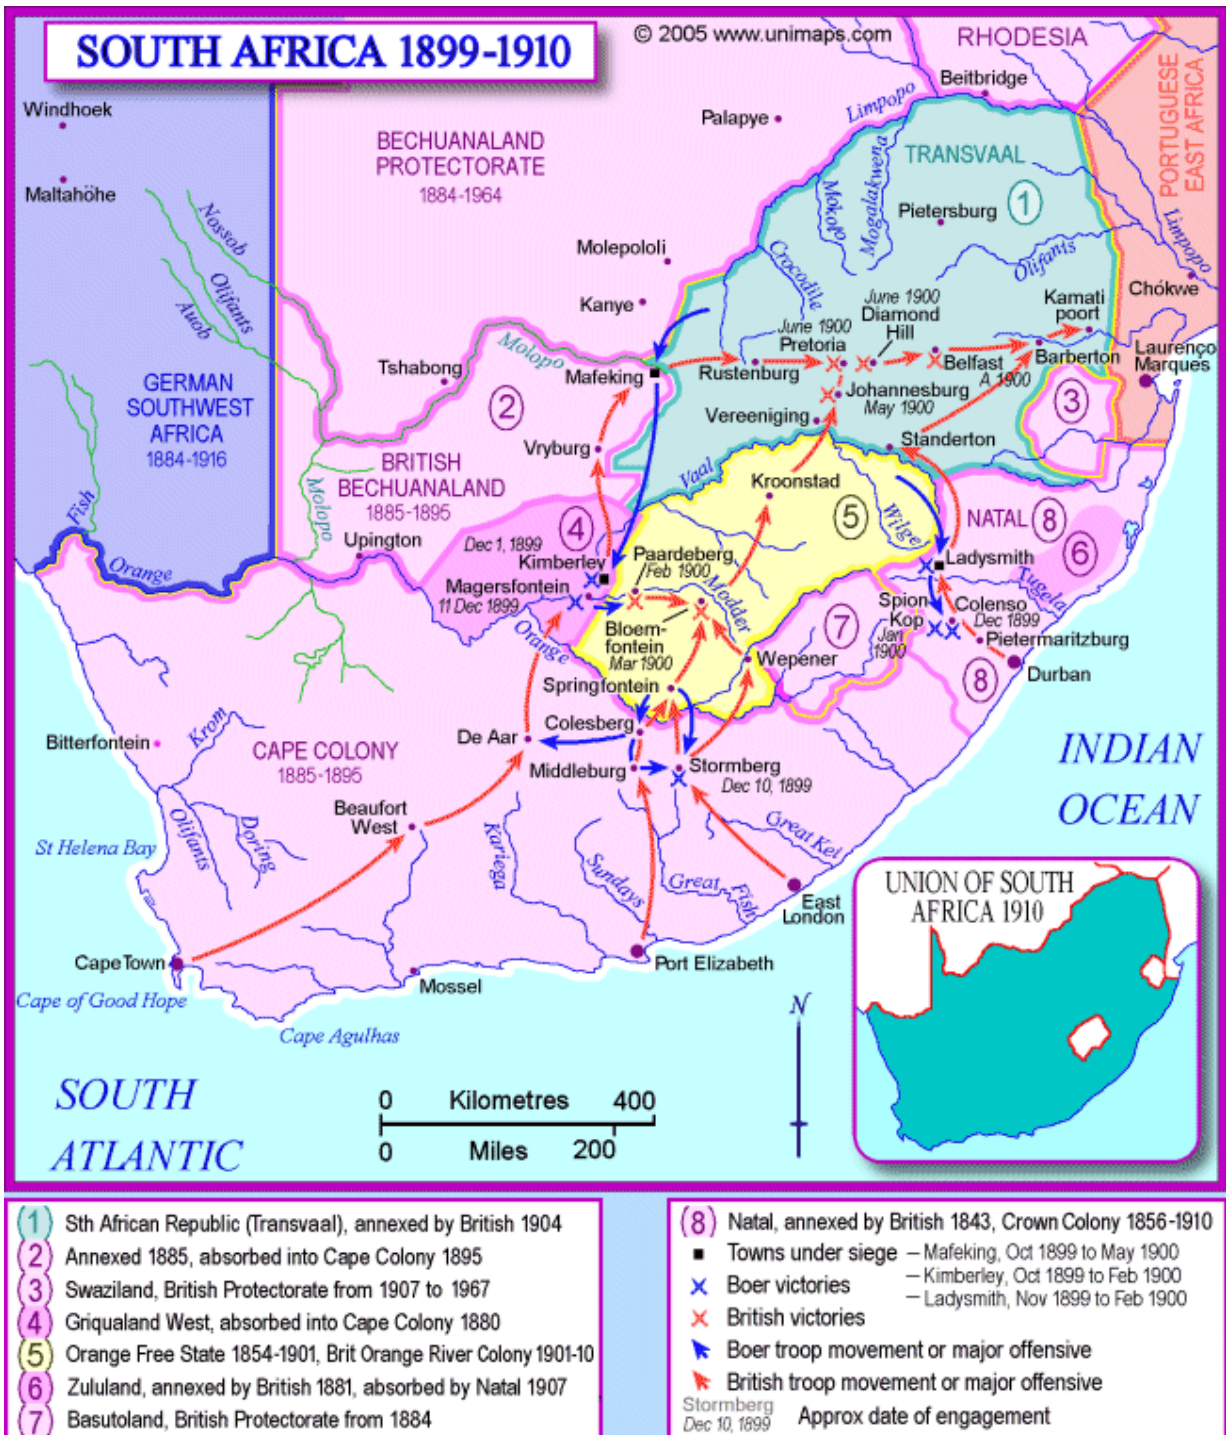 SOUTH AFRICA 1899-1910
© 2005 www.unimaps.com
RHODESIA
Beitbridge
Windhoek
Maltahöhe
Palapye
Limpopo
BECHUANALAND
PROTECTORATE
1884-1964
TRANSVAAL
1
PORTUGUESE
EAST AFRICA
Mokolo
Mogalakwena
Pietersburg
Limpopo
Nossob
Olifants
Auob
Molepololi
Crocodile
Olifants
Kanye
Chókwe
June 1900
Diamond
Hill
Kamati
poort
June 1900
Pretoria
Molopo
Tshabong
Mafeking
Rustenburg
Belfast
A 1900
Barberton
Laurenço
Marques
GERMAN
SOUTHWEST
AFRICA
1884-1916
2
Johannesburg
May 1900
3
Vereeniging
Vryburg
Standerton
BRITISH
BECHUANALAND
1885-1895
Vaal
Kroonstad
Fish
Molopo
4
5
Wilge
NATAL 8
6
Orange
Upington
Dec 1, 1899
Kimberley
Paardeberg
Feb 1900
Ladysmith
Magersfontein
11 Dec 1899
Modder
Tugela
Spion
Kop
Jan
1900
Colenso
Dec 1899
Orange
Bloem-
fontein
Mar 1900
7
Pietermaritzburg
Wepener
Durban
8
Springfontein
Krom
Bitterfontein
CAPE COLONY
1885-1895
De Aar
Colesberg
INDIAN
OCEAN
Middleburg
Stormberg
Dec 10, 1899
Beaufort
West
St Helena Bay
Olifants
Doring
Kariega
Sundays
Great Fish
Great Kei
East
London
UNION OF SOUTH
AFRICA 1910
Cape Town
Port Elizabeth
Mossel
Cape of Good Hope
Cape Agulhas
N
SOUTH
ATLANTIC
0 Kilometres 400
0 Miles 200
1 Sth African Republic (Transvaal), annexed by British 1904
2 Annexed 1885, absorbed into Cape Colony 1895
3 Swaziland, British Protectorate from 1907 to 1967
4 Griqualand West, absorbed into Cape Colony 1880
5 Orange Free State 1854-1901, Brit Orange River Colony 1901-10
6 Zululand, annexed by British 1881, absorbed by Natal 1907
7 Basutoland, British Protectorate from 1884
8 Natal, annexed by British 1843, Crown Colony 1856-1910
Towns under siege – Mafeking, Oct 1899 to May 1900
– Kimberley, Oct 1899 to Feb 1900
– Ladysmith, Nov 1899 to Feb 1900
Boer victories
British victories
Boer troop movement or major offensive
British troop movement or major offensive
Stormberg
Dec 10, 1899
Approx date of engagement